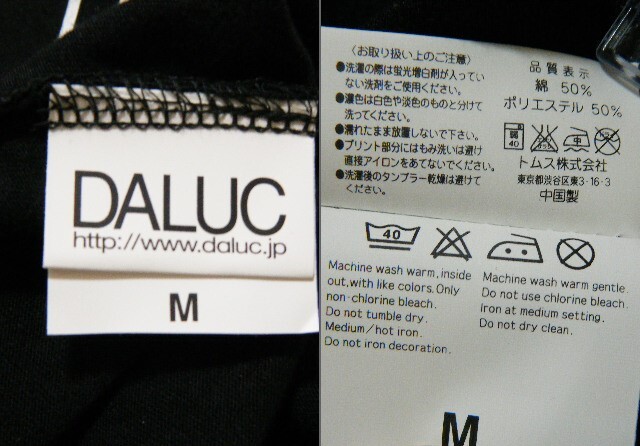 DALUC
http://www.daluc.jp
M
〈お取り扱い上のご注意〉
●洗濯の際は蛍光増白剤が入ってい
ない洗剤をご使用ください。
●濃色は白色や淡色のものと分けて
洗ってください。
●濡れたまま放置しないで下さい。
●プリント部分にはもみ洗いは避け
直接アイロンをあてないでください。
●洗濯後のタンブラー乾燥は避けて
ください。
品質表示
綿 50%
ポリエステル 50%
弱
40
中
トムス株式会社
東京都渋谷区東3-16-3
中国製
40
Machine wash warm, inside
out, with like colors. Only
non-chlorine bleach.
Do not tumble dry.
Medium/hot iron.
Do not iron decoration.
Machine wash warm gentle.
Do not use chlorine bleach.
iron at medium setting.
Do not dry clean.
M